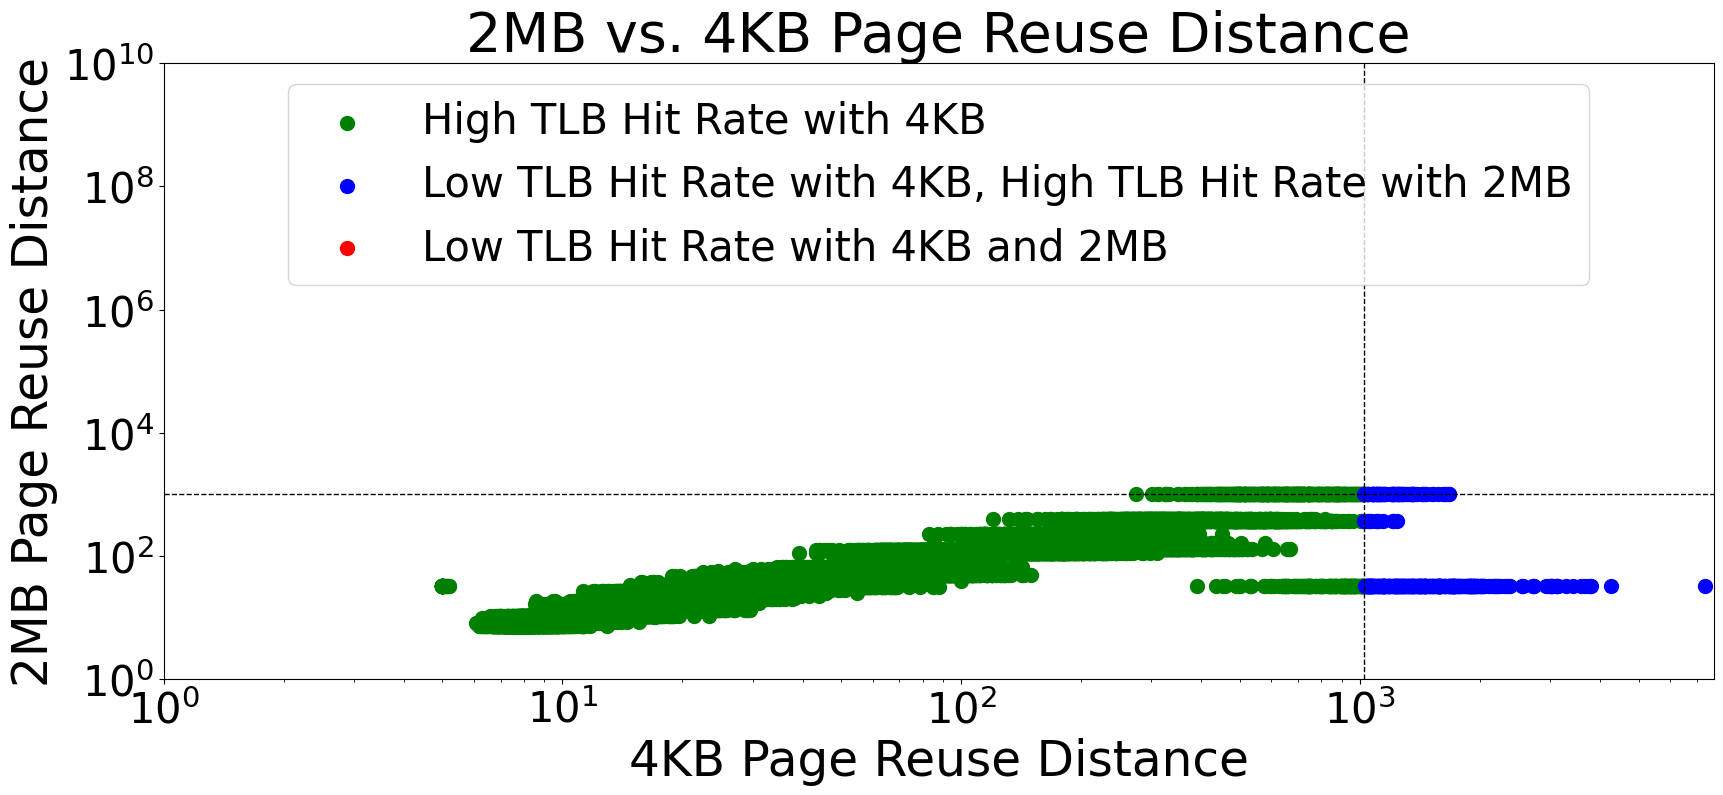 2MB vs. 4KB Page Reuse Distance
2MB Page Reuse Distance
10^10
10^8
10^6
10^4
10^2
10^0
High TLB Hit Rate with 4KB
Low TLB Hit Rate with 4KB, High TLB Hit Rate with 2MB
Low TLB Hit Rate with 4KB and 2MB
10^0 10^1 10^2 10^3
4KB Page Reuse Distance